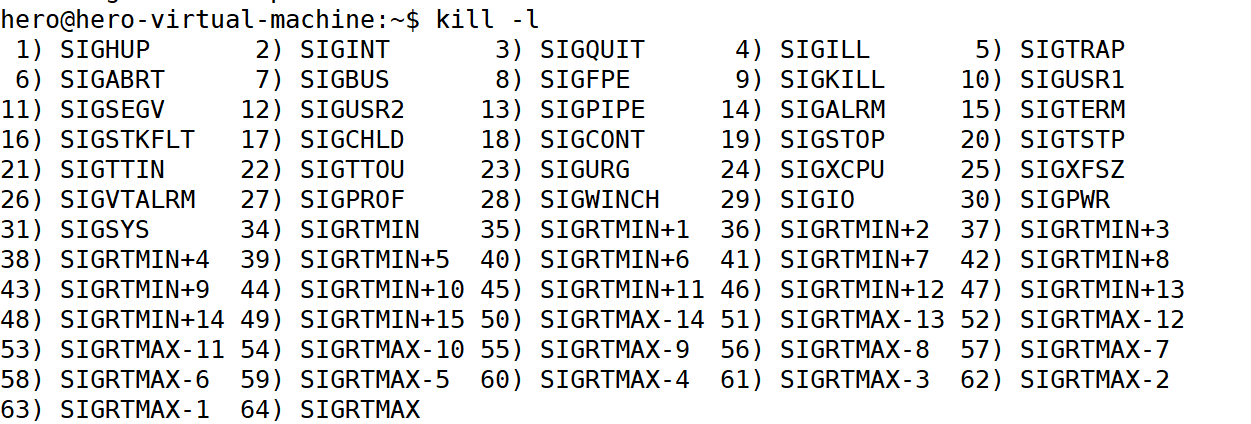 hero@hero-virtual-machine:~$ kill -l
 1) SIGHUP       2) SIGINT       3) SIGQUIT      4) SIGILL       5) SIGTRAP
 6) SIGABRT      7) SIGBUS       8) SIGFPE       9) SIGKILL     10) SIGUSR1
11) SIGSEGV     12) SIGUSR2     13) SIGPIPE     14) SIGALRM     15) SIGTERM
16) SIGSTKFLT   17) SIGCHLD     18) SIGCONT     19) SIGSTOP     20) SIGTSTP
21) SIGTTIN     22) SIGTTOU     23) SIGURG      24) SIGXCPU     25) SIGXFSZ
26) SIGVTALRM   27) SIGPROF     28) SIGWINCH    29) SIGIO       30) SIGPWR
31) SIGSYS      34) SIGRTMIN    35) SIGRTMIN+1  36) SIGRTMIN+2  37) SIGRTMIN+3
38) SIGRTMIN+4  39) SIGRTMIN+5  40) SIGRTMIN+6  41) SIGRTMIN+7  42) SIGRTMIN+8
43) SIGRTMIN+9  44) SIGRTMIN+10 45) SIGRTMIN+11 46) SIGRTMIN+12 47) SIGRTMIN+13
48) SIGRTMIN+14 49) SIGRTMIN+15 50) SIGRTMAX-14 51) SIGRTMAX-13 52) SIGRTMAX-12
53) SIGRTMAX-11 54) SIGRTMAX-10 55) SIGRTMAX-9  56) SIGRTMAX-8  57) SIGRTMAX-7
58) SIGRTMAX-6  59) SIGRTMAX-5  60) SIGRTMAX-4  61) SIGRTMAX-3  62) SIGRTMAX-2
63) SIGRTMAX-1  64) SIGRTMAX